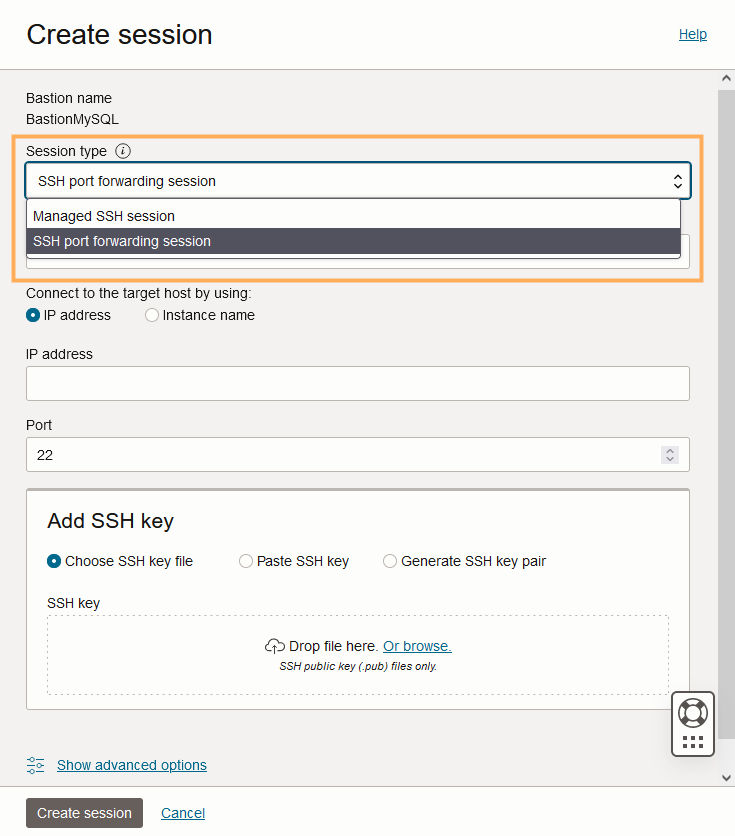 Create session
Help
Bastion name
BastionMySQL
Session type
SSH port forwarding session
Managed SSH session
SSH port forwarding session
Connect to the target host by using:
IP address Instance name
IP address
Port
22
Add SSH key
Choose SSH key file Paste SSH key Generate SSH key pair
SSH key
Drop file here. Or browse.
SSH public key (.pub) files only.
Show advanced options
Create session Cancel